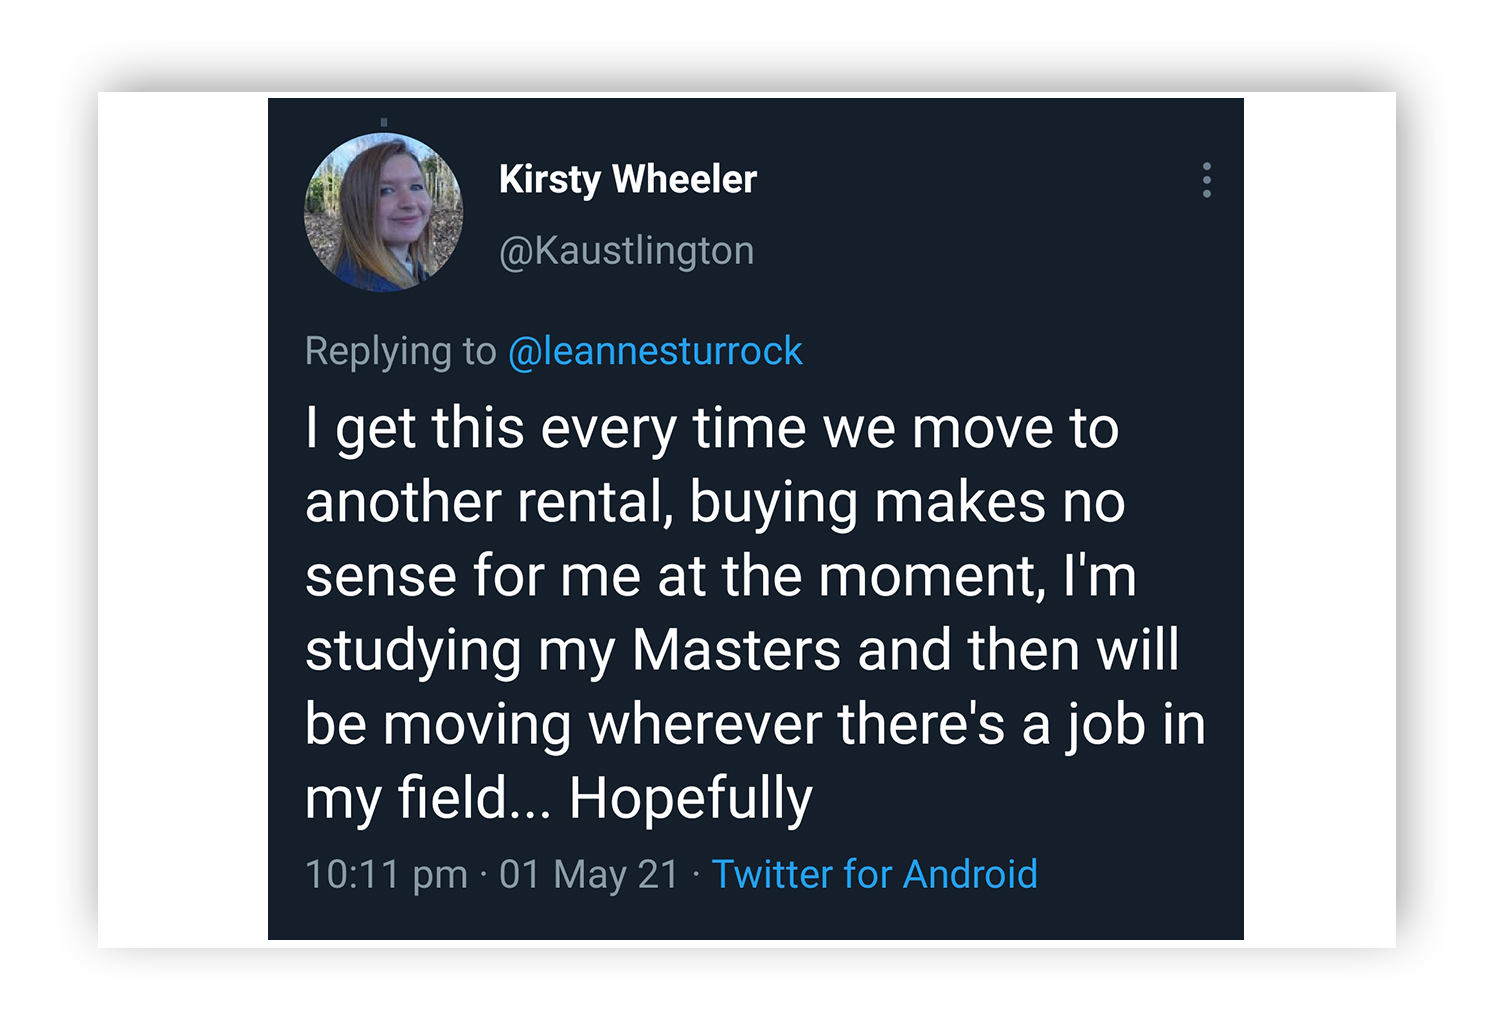 Kirsty Wheeler
@Kaustlington
Replying to @leannesturrock
I get this every time we move to
another rental, buying makes no
sense for me at the moment, I'm
studying my Masters and then will
be moving wherever there's a job in
my field... Hopefully
10:11 pm · 01 May 21 · Twitter for Android